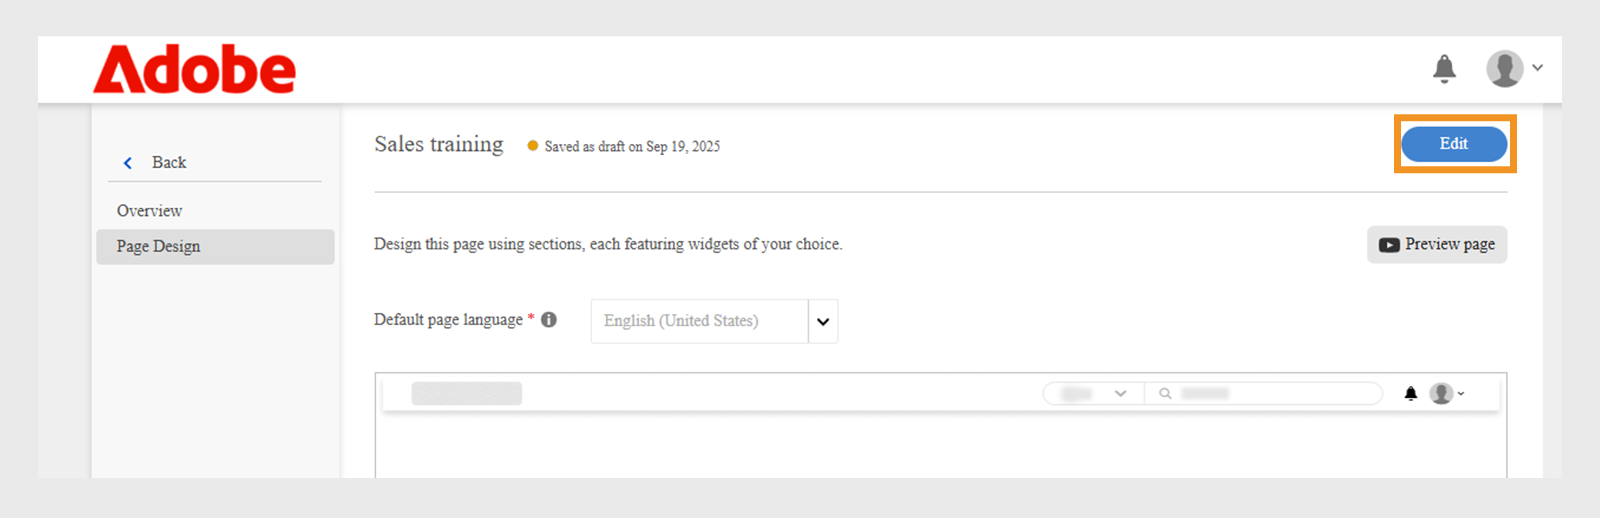 Adobe
Sales training
Saved as draft on Sep 19, 2025
Edit
Back
Overview
Page Design
Design this page using sections, each featuring widgets of your choice.
Preview page
Default page language *
English (United States)